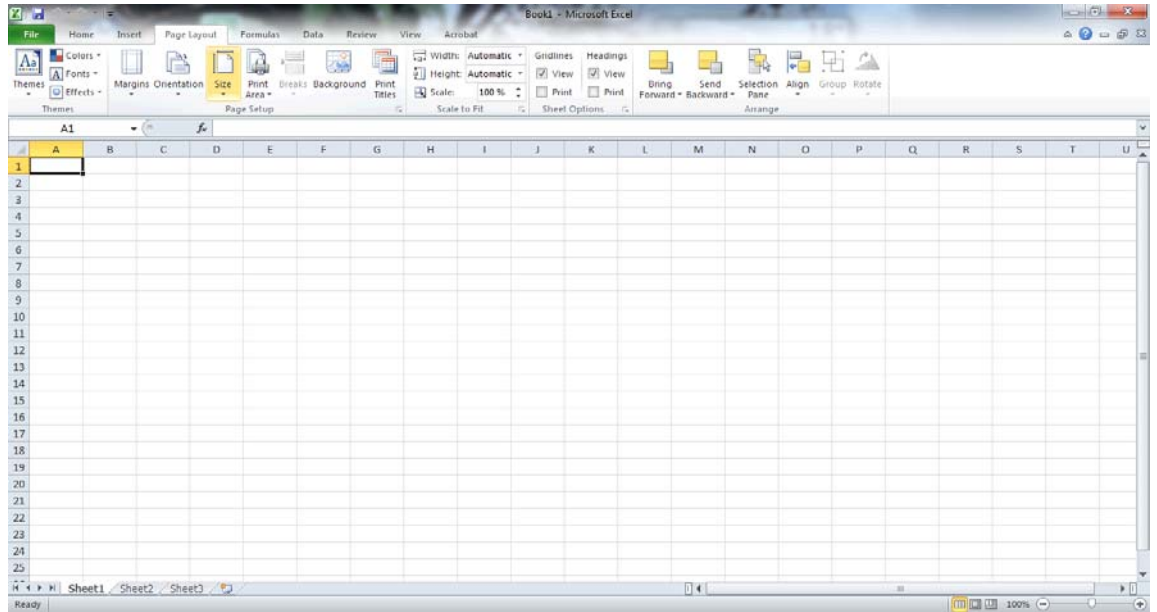 Book1 - Microsoft Excel
File Home Insert Page Layout Formulas Data Review View Acrobat
Themes Colors Fonts Effects
Margins Orientation Size Print Area Breaks Background Print Titles
Width: Automatic
Height: Automatic
Scale: 100 %
Gridlines Headings
View View
Print Print
Bring Forward Send Backward Selection Pane Align Group Rotate
Themes Page Setup Scale to Fit Sheet Options Arrange
A1 fx
A B C D E F G H I J K L M N O P Q R S T U
1
2
3
4
5
6
7
8
9
10
11
12
13
14
15
16
17
18
19
20
21
22
23
24
25
Sheet1 Sheet2 Sheet3
Ready 100%